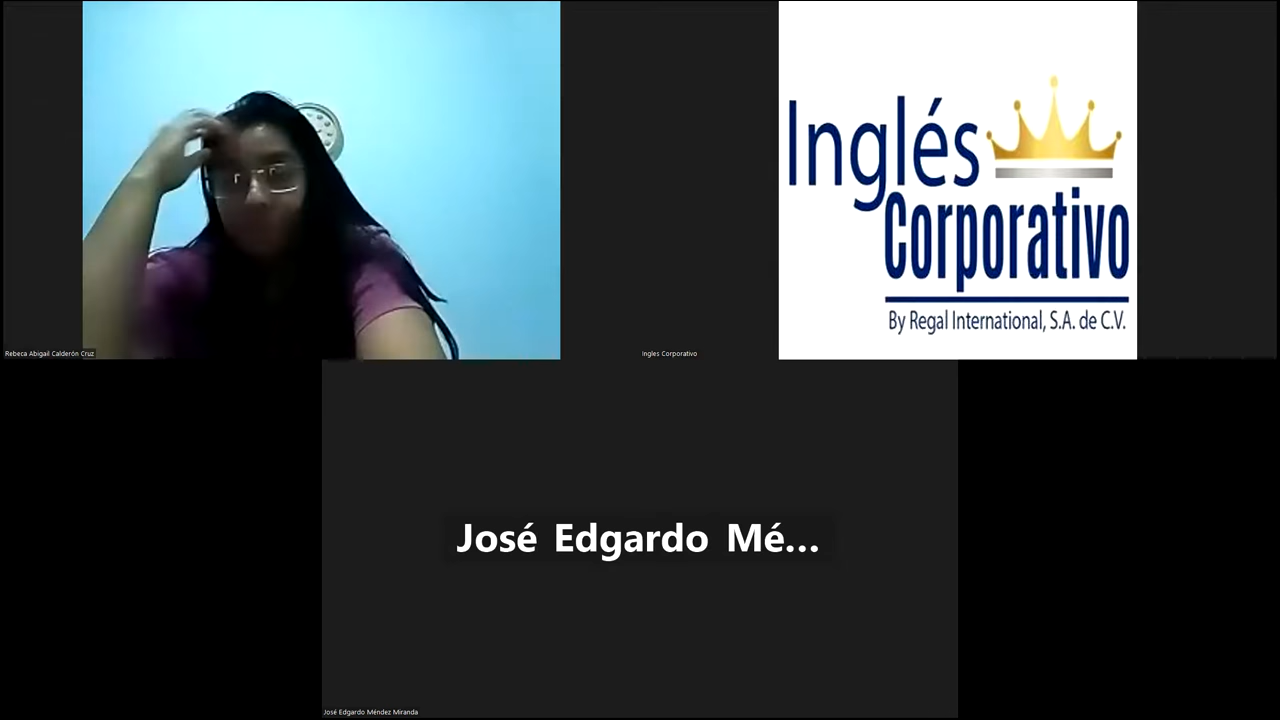 Inglés
Corporativo
By Regal International, S.A. de C.V.
Rebeca Abigail Calderón Cruz
Ingles Corporativo
José Edgardo Mé...
José Edgardo Méndez Miranda